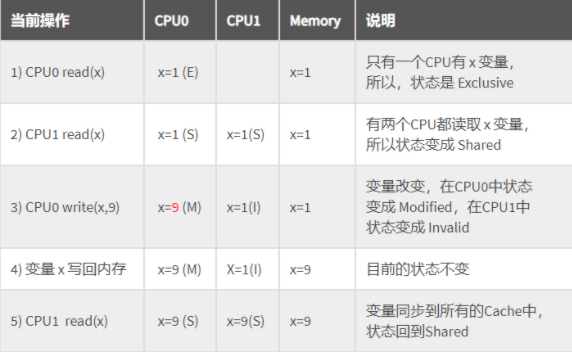 当前操作 CPU0 CPU1 Memory 说明
1) CPU0 read(x) x=1 (E) x=1 只有一个CPU有 x 变量，
所以，状态是 Exclusive
2) CPU1 read(x) x=1 (S) x=1(S) x=1 有两个CPU都读取 x 变量，
所以状态变成 Shared
3) CPU0 write(x,9) x=9 (M) x=1(I) x=1 变量改变，在CPU0中状态
变成 Modified，在CPU1中
状态变成 Invalid
4) 变量 x 写回内存 x=9 (M) X=1(I) x=9 目前的状态不变
5) CPU1 read(x) x=9 (S) x=9(S) x=9 变量同步到所有的Cache中，
状态回到Shared